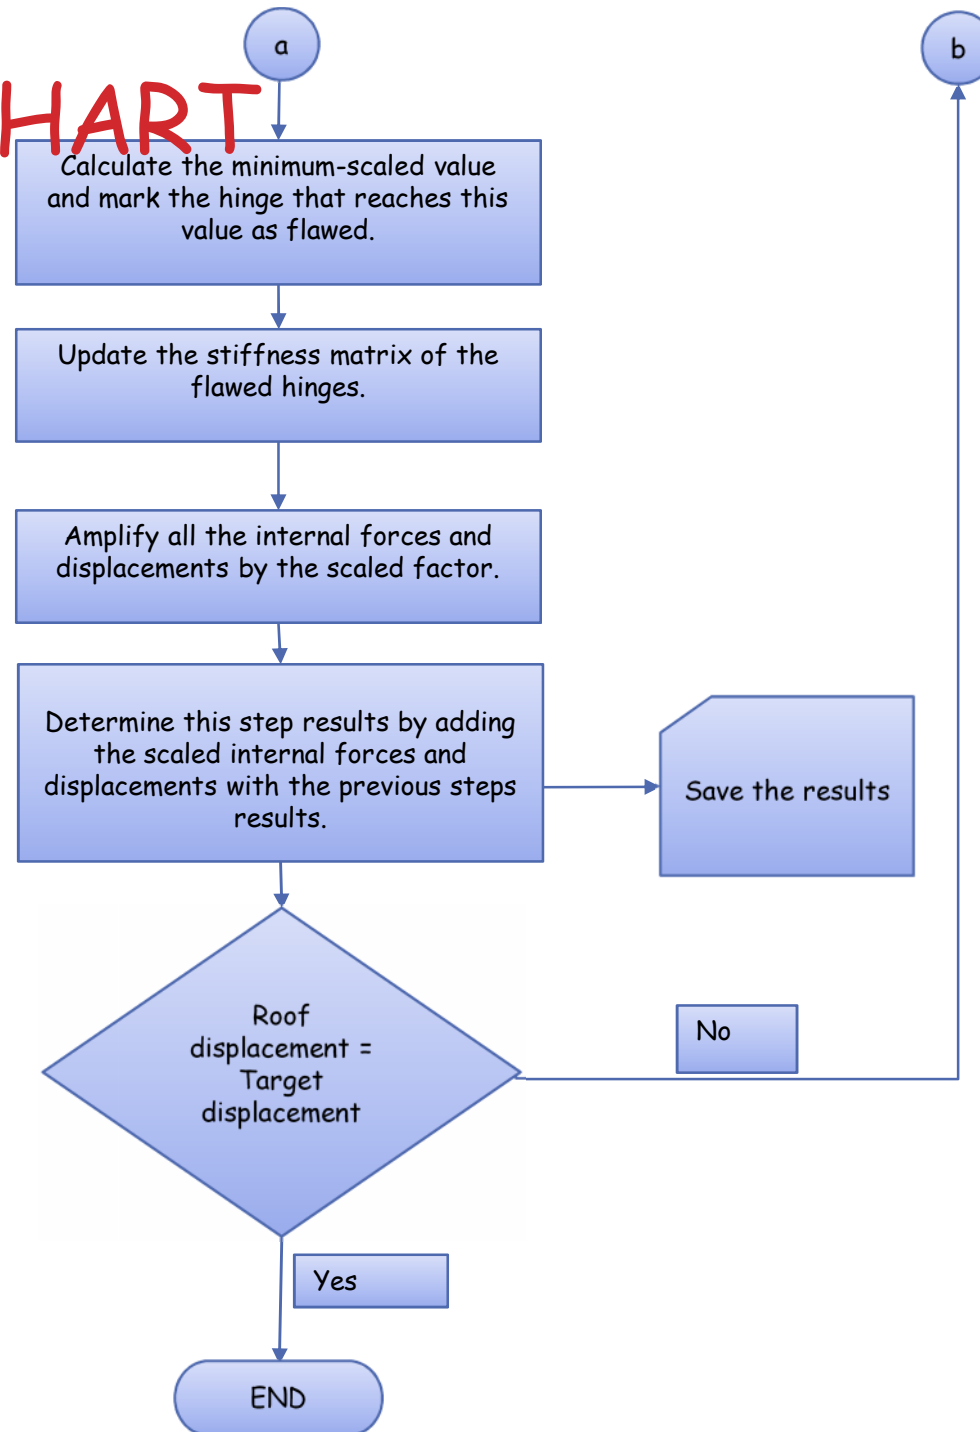 a
b
HART
Calculate the minimum-scaled value
and mark the hinge that reaches this
value as flawed.
Update the stiffness matrix of the
flawed hinges.
Amplify all the internal forces and
displacements by the scaled factor.
Determine this step results by adding
the scaled internal forces and
displacements with the previous steps
results.
Save the results
Roof
displacement =
Target
displacement
No
Yes
END